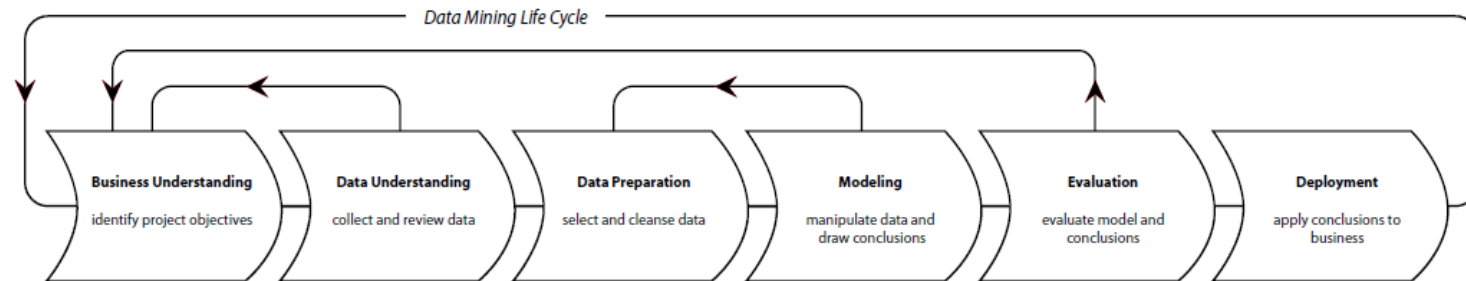 Data Mining Life Cycle
Business Understanding
identify project objectives
Data Understanding
collect and review data
Data Preparation
select and cleanse data
Modeling
manipulate data and
draw conclusions
Evaluation
evaluate model and
conclusions
Deployment
apply conclusions to
business